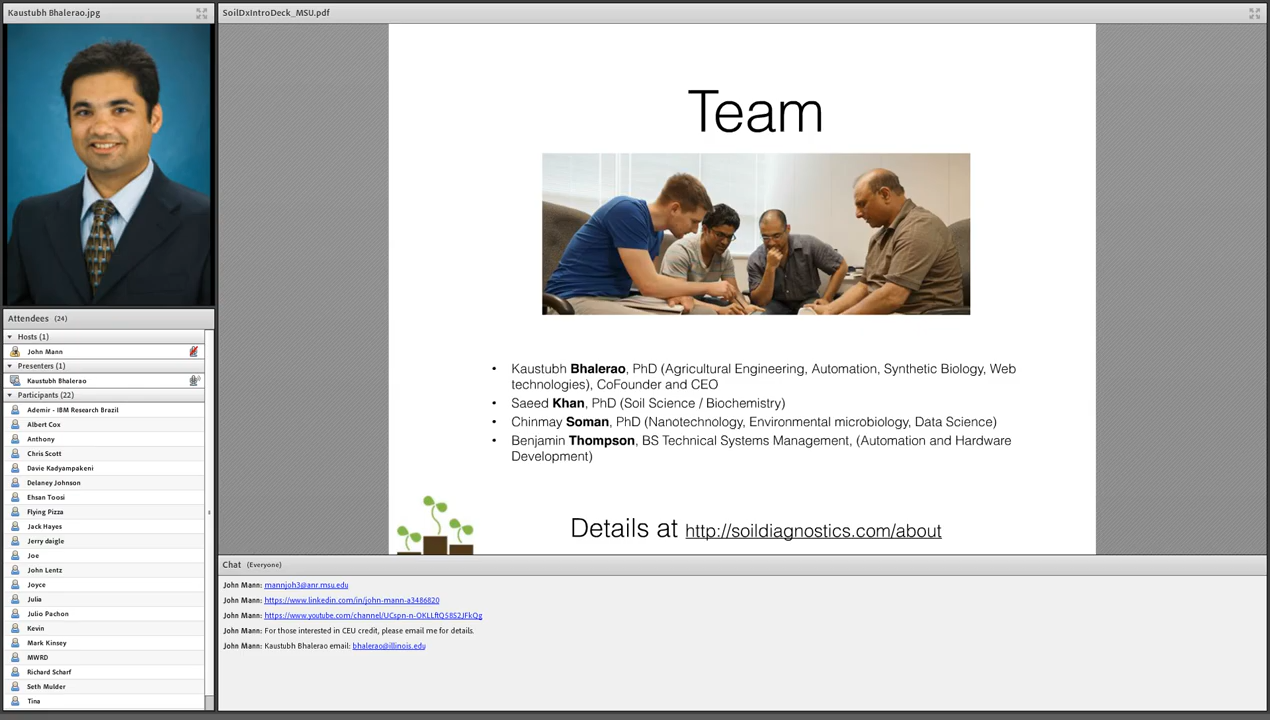 Kaustubh Bhalerao.jpg
SoilDxIntroDeck_MSU.pdf
Team
• Kaustubh Bhalerao, PhD (Agricultural Engineering, Automation, Synthetic Biology, Web
technologies), CoFounder and CEO
• Saeed Khan, PhD (Soil Science / Biochemistry)
• Chinmay Soman, PhD (Nanotechnology, Environmental microbiology, Data Science)
• Benjamin Thompson, BS Technical Systems Management, (Automation and Hardware
Development)
Details at http://soildiagnostics.com/about
Attendees (24)
Hosts (1)
John Mann
Presenters (1)
Kaustubh Bhalerao
Participants (22)
Ademir - IBM Research Brazil
Albert Cox
Anthony
Chris Scott
Davie Kadyampakeni
Delaney Johnson
Ehsan Toosi
Flying Pizza
Jack Hayes
Jerry daigle
Joe
John Lentz
Joyce
Julia
Julio Pachon
Kevin
Mark Kinsey
MWRD
Richard Scharf
Seth Mulder
Tina
Chat (Everyone)
John Mann: mannjoh3@anr.msu.edu
John Mann: https://www.linkedin.com/in/john-mann-a3486820
John Mann: https://www.youtube.com/channel/UCspn-n-OKLLftQ58S2JFkQg
John Mann: For those interested in CEU credit, please email me for details.
John Mann: Kaustubh Bhalerao email: bhalerao@illinois.edu